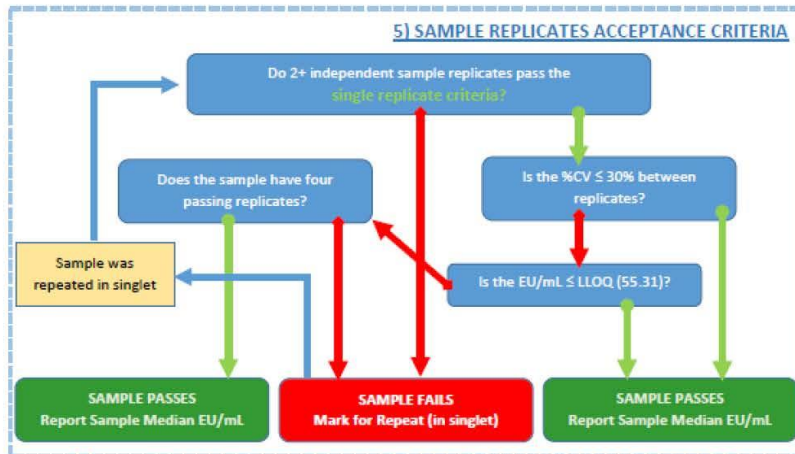 5) SAMPLE REPLICATES ACCEPTANCE CRITERIA
Do 2+ independent sample replicates pass the
single replicate criteria?
Does the sample have four
passing replicates?
Is the %CV ≤ 30% between
replicates?
Sample was
repeated in singlet
Is the EU/mL ≤ LLOQ (55.31)?
SAMPLE PASSES
Report Sample Median EU/mL
SAMPLE FAILS
Mark for Repeat (in singlet)
SAMPLE PASSES
Report Sample Median EU/mL